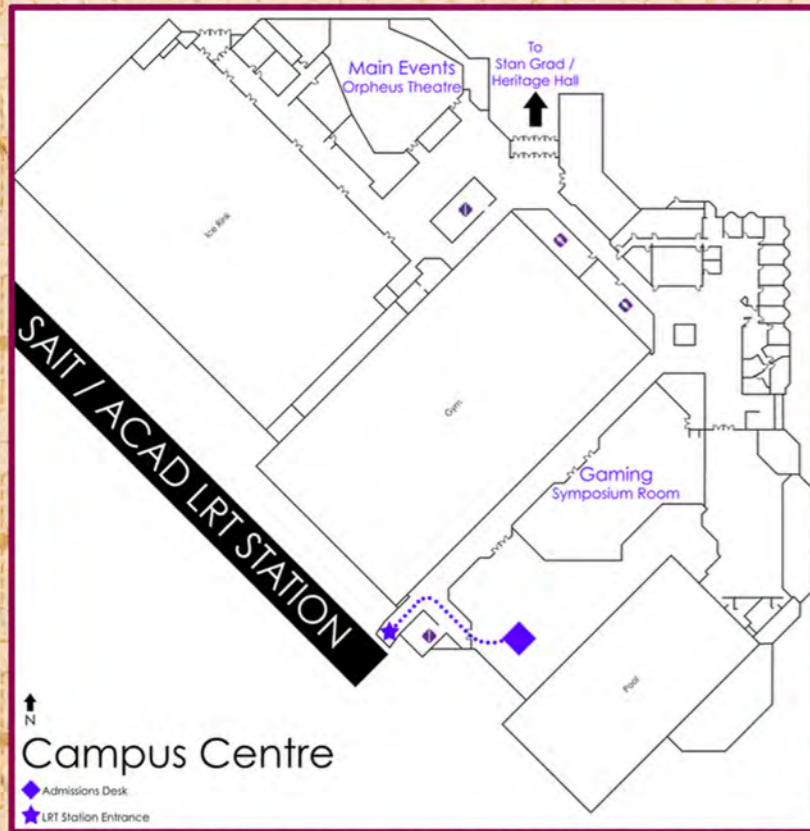 To
Stan Grad /
Heritage Hall
Main Events
Orpheus Theatre
Ice Rink
Gym
SAIT / ACAD LRT STATION
Gaming
Symposium Room
Pool
N
Campus Centre
Admissions Desk
LRT Station Entrance